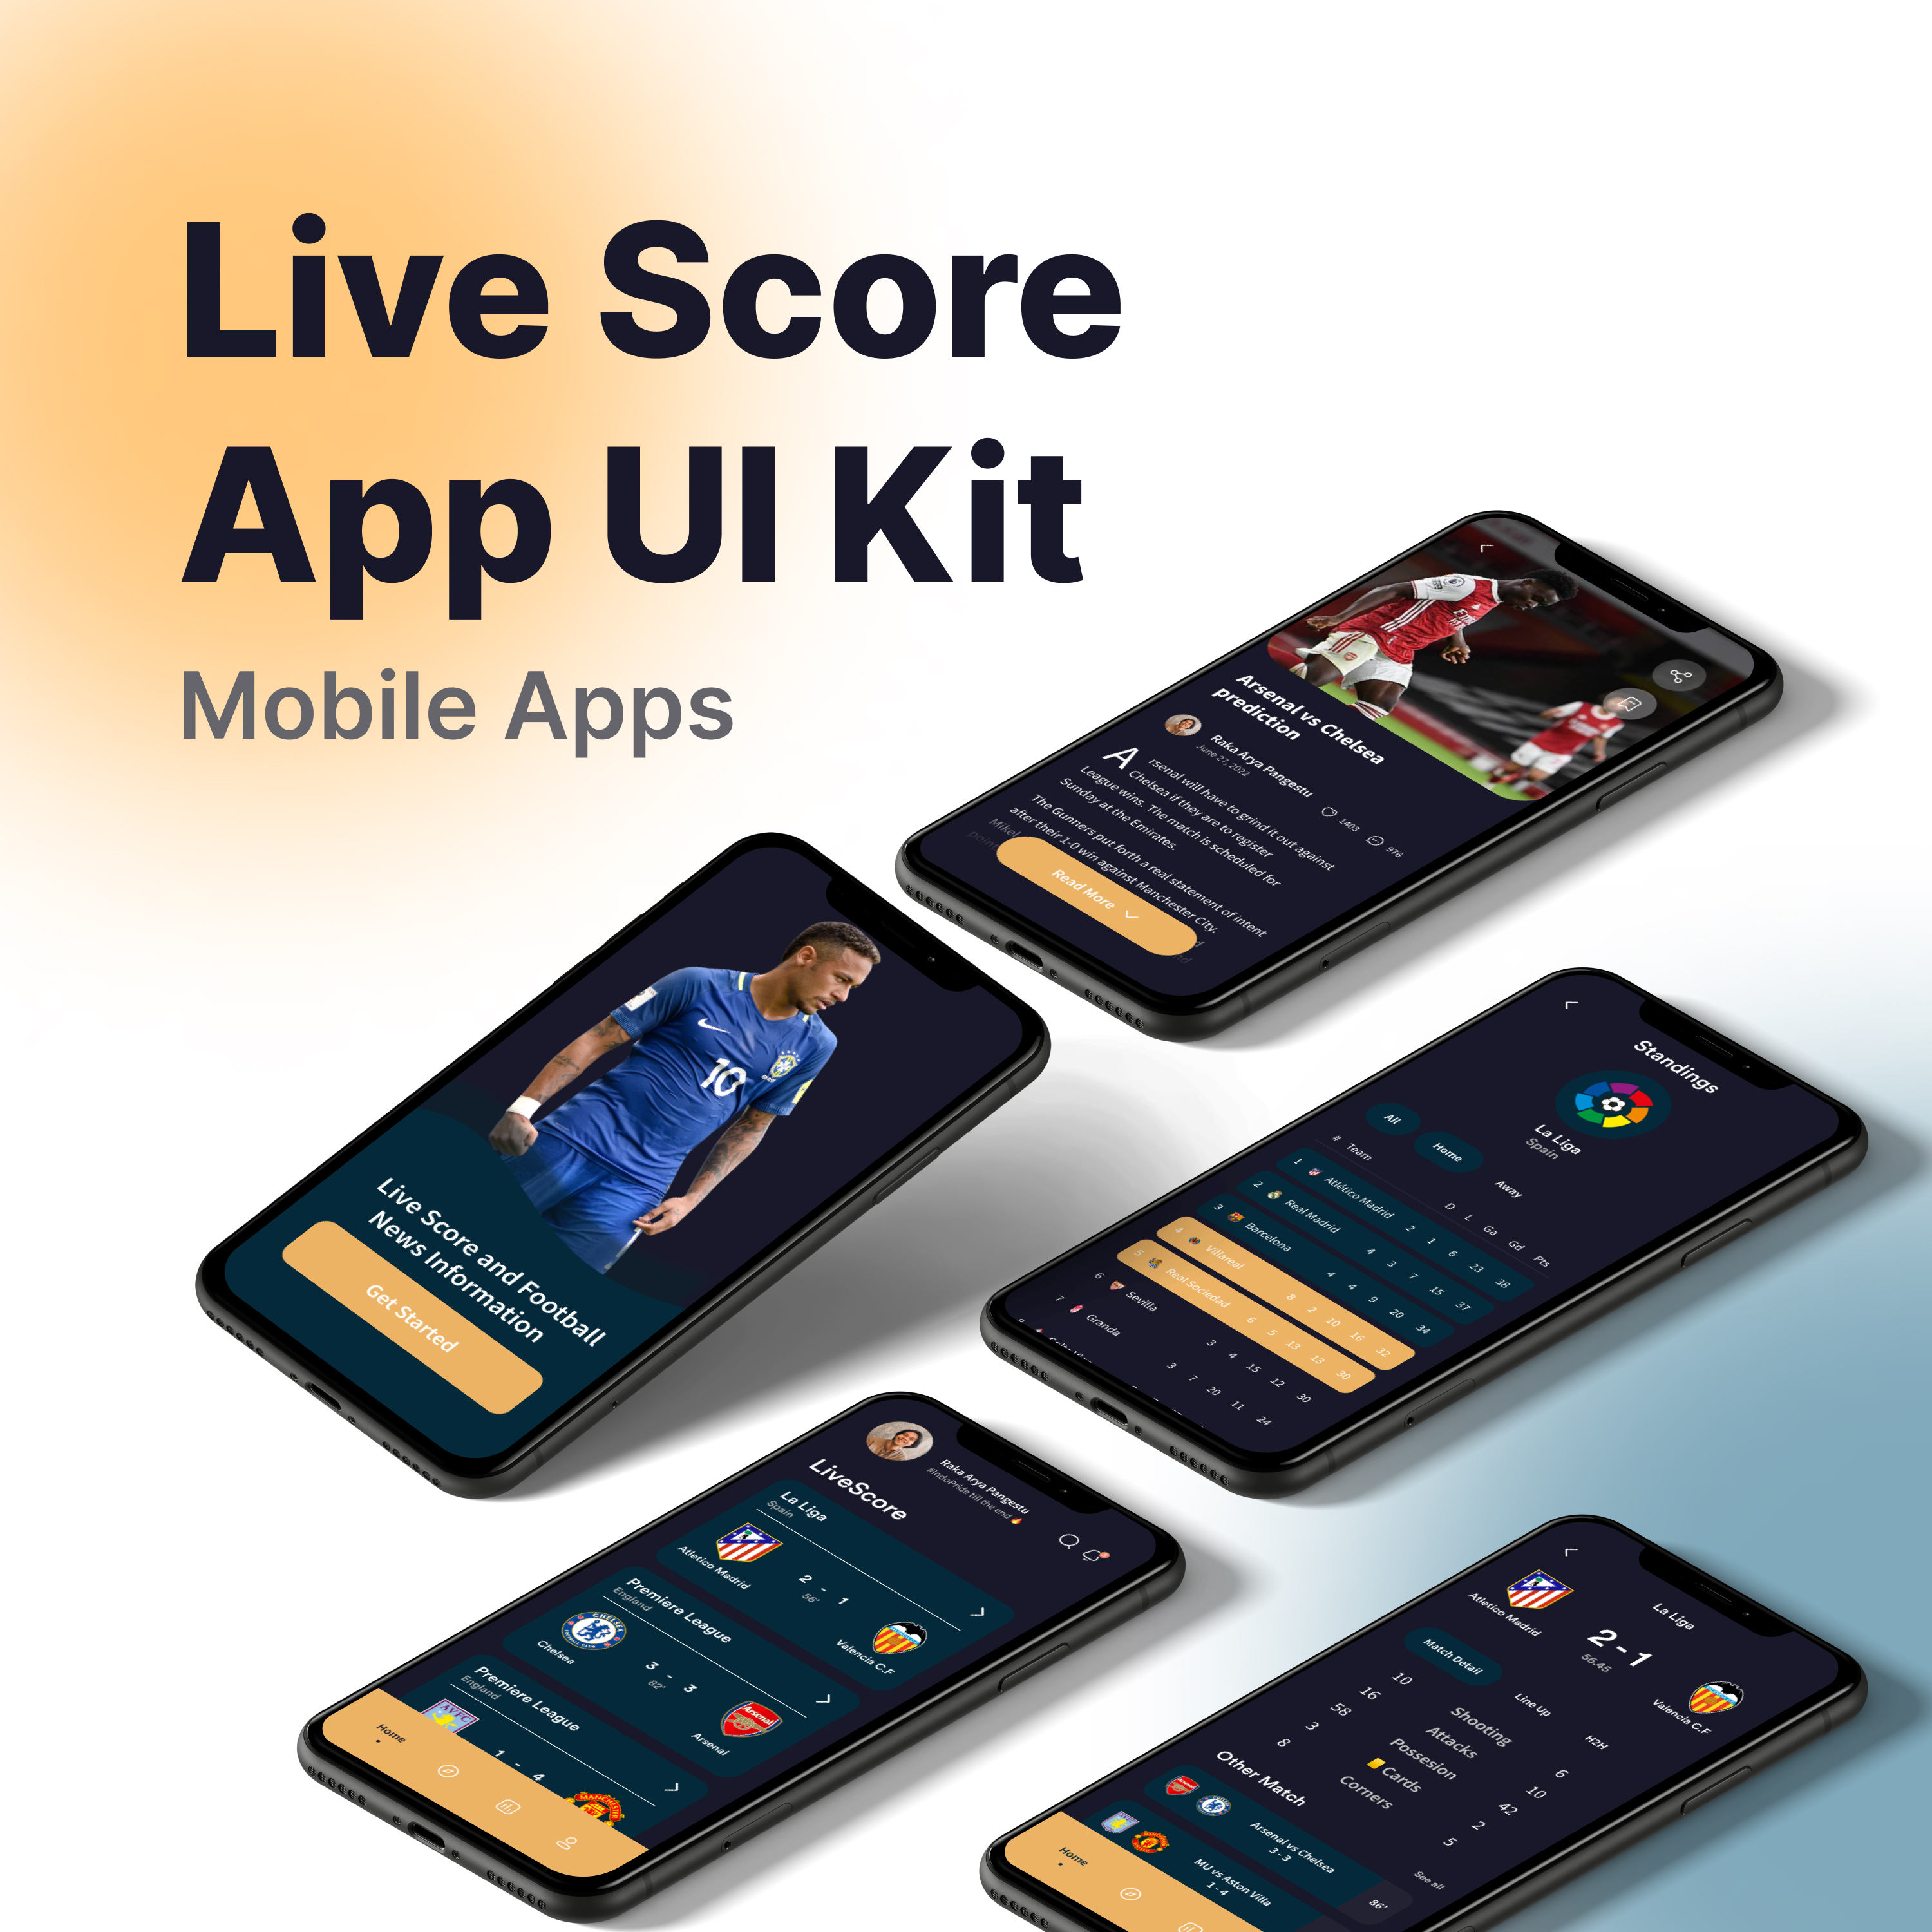 Live Score
App UI Kit
Mobile Apps
Arsenal vs Chelsea
prediction
Raka Arya Pangestu
June 27, 2022
1403
976
Arsenal will have to grind it out against
Chelsea if they are to register
League wins. The match is scheduled for
Sunday at the Emirates.
The Gunners put forth a real statement of intent
after their 1-0 win against Manchester City.
Mikel
Read More
10
Live Score and Football
News Information
Get Started
Standings
La Liga
Spain
All
Home
Away
# Team D L Ga Gd Pts
1 Atlético Madrid 2 1 6 23 38
2 Real Madrid 4 3 7 15 37
3 Barcelona 4 4 9 20 34
4 Villareal 8 2 10 16 32
5 Real Sociedad 6 5 13 13 30
6 Sevilla 3 4 15 12 30
7 Granda 3 7 20 11 24
Raka Arya Pangestu
#IndoPride till the end
LiveScore
La Liga
Spain
Atletico Madrid
2 - 1
56'
Valencia C.F
Premiere League
England
CHELSEA
FOOTBALL CLUB
Chelsea
3 - 3
82'
Arsenal
Arsenal
Premiere League
England
AVFC
1 - 4
MANCHESTER
Home
La Liga
Atletico Madrid
2 - 1
56.45
Valencia C.F
Match Detail
Line Up
H2H
10 Shooting 6
16 Attacks 10
58 Possesion 42
3 Cards 2
8 Corners 5
Other Match
See all
Arsenal vs Chelsea
3 - 3
86'
MU vs Aston Villa
1 - 4
Home